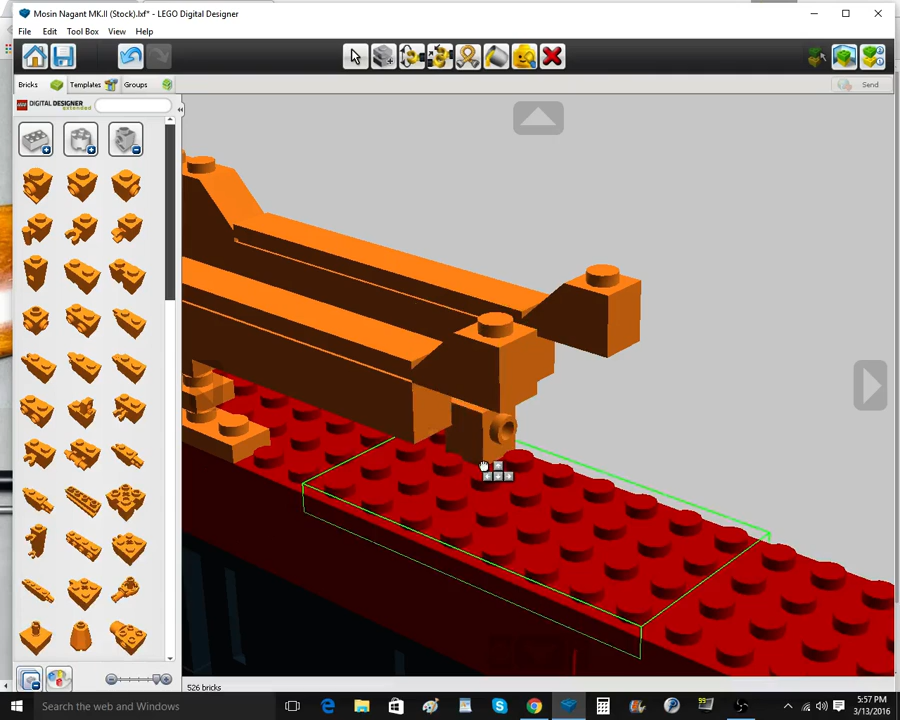 Mosin Nagant MK.II (Stock).lxf* - LEGO Digital Designer
File Edit Tool Box View Help
Bricks Templates Groups Send
LEGO DIGITAL DESIGNER
extended
526 bricks
Search the web and Windows
5:57 PM
3/13/2016